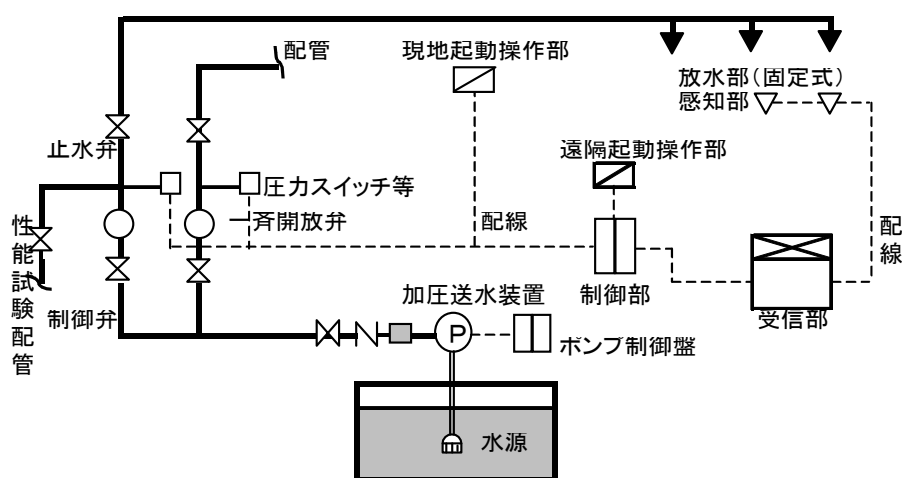 配管
現地起動操作部
放水部(固定式)
感知部
止水弁
遠隔起動操作部
圧力スイッチ等
一斉開放弁
配線
配線
性能試験配管
制御弁
加圧送水装置
制御部
受信部
P
ポンプ制御盤
水源